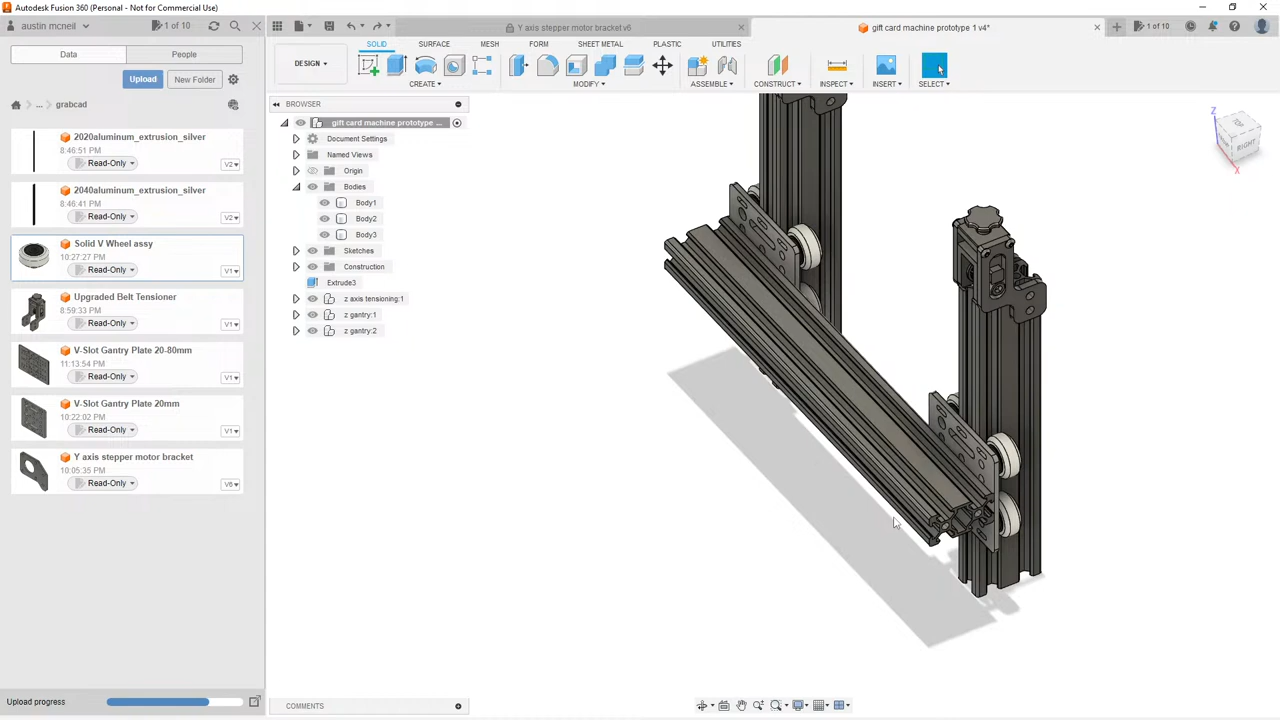 Autodesk Fusion 360 (Personal - Not for Commercial Use)
austin mcneil
1 of 10
Y axis stepper motor bracket v6
gift card machine prototype 1 v4*
1 of 10
Data
People
Upload
New Folder
... grabcad
2020aluminum_extrusion_silver
8:46:51 PM
Read-Only
V2
2040aluminum_extrusion_silver
8:46:41 PM
Read-Only
V2
Solid V Wheel assy
10:27:27 PM
Read-Only
V1
Upgraded Belt Tensioner
8:59:33 PM
Read-Only
V1
V-Slot Gantry Plate 20-80mm
11:13:54 PM
Read-Only
V1
V-Slot Gantry Plate 20mm
10:22:02 PM
Read-Only
V1
Y axis stepper motor bracket
10:05:35 PM
Read-Only
V6
Upload progress
DESIGN
SOLID
SURFACE
MESH
FORM
SHEET METAL
PLASTIC
UTILITIES
CREATE
MODIFY
ASSEMBLE
CONSTRUCT
INSPECT
INSERT
SELECT
BROWSER
gift card machine prototype ...
Document Settings
Named Views
Origin
Bodies
Body1
Body2
Body3
Sketches
Construction
Extrude3
z axis tensioning:1
z gantry:1
z gantry:2
COMMENTS
Z
RIGHT
X